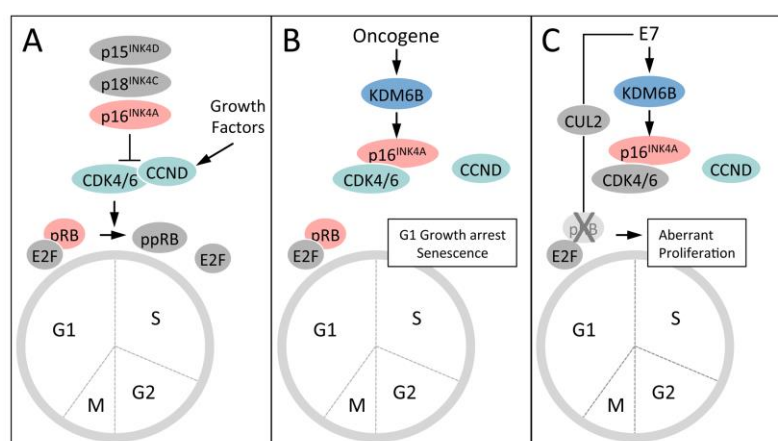 A
p15INK4D
p18INK4C
p16INK4A
Growth
Factors
CDK4/6
CCND
pRB
ppRB
E2F
E2F
G1
S
M
G2
B
Oncogene
KDM6B
p16INK4A
CDK4/6
CCND
pRB
E2F
G1 Growth arrest
Senescence
G1
S
M
G2
C
E7
KDM6B
CUL2
p16INK4A
CDK4/6
CCND
pRB
E2F
Aberrant
Proliferation
G1
S
M
G2